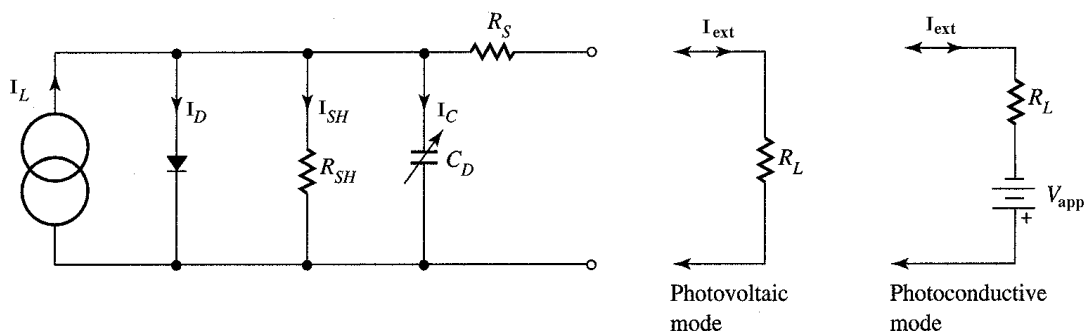 R_S
I_ext
I_ext
I_L
I_D
I_SH
I_C
R_L
R_SH
C_D
R_L
V_app
+
Photovoltaic
mode
Photoconductive
mode